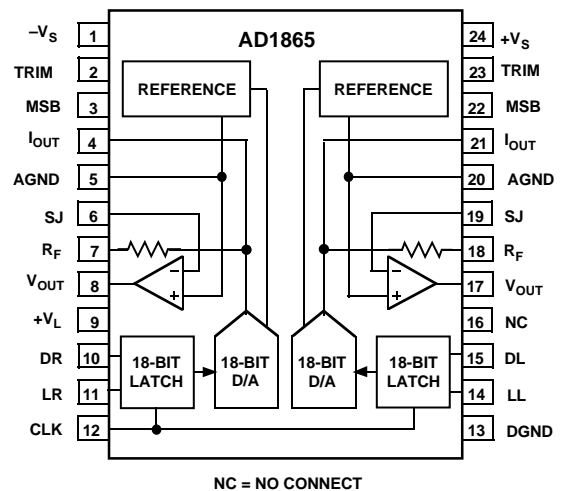 AD1865
–VS 1
TRIM 2
MSB 3
IOUT 4
AGND 5
SJ 6
RF 7
VOUT 8
+VL 9
DR 10
LR 11
CLK 12
24 +VS
23 TRIM
22 MSB
21 IOUT
20 AGND
19 SJ
18 RF
17 VOUT
16 NC
15 DL
14 LL
13 DGND
REFERENCE
REFERENCE
–
+
–
+
18-BIT
LATCH
18-BIT
D/A
18-BIT
D/A
18-BIT
LATCH
NC = NO CONNECT